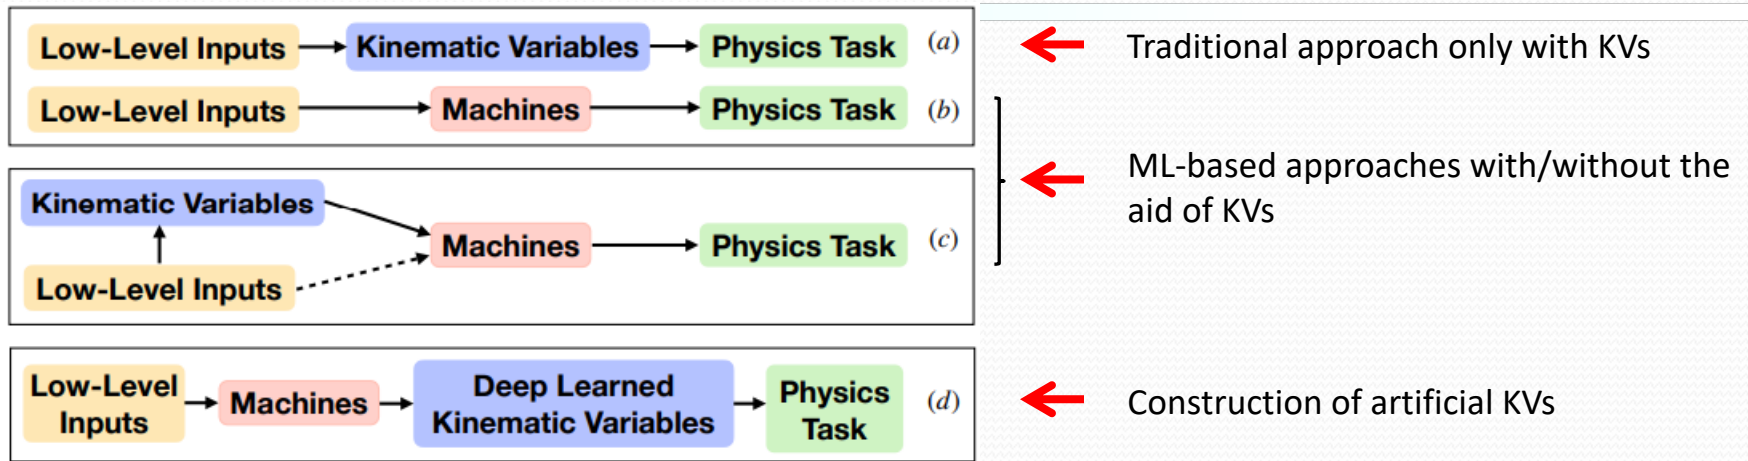 Low-Level Inputs Kinematic Variables Physics Task (a) Traditional approach only with KVs
Low-Level Inputs Machines Physics Task (b)
ML-based approaches with/without the
aid of KVs
Kinematic Variables
Machines Physics Task (c)
Low-Level Inputs
Low-Level
Inputs
Machines
Deep Learned
Kinematic Variables
Physics
Task
(d)
Construction of artificial KVs